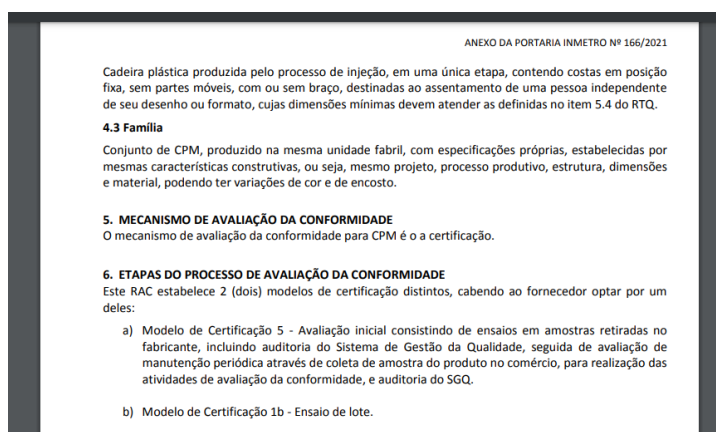 ANEXO DA PORTARIA INMETRO Nº 166/2021
Cadeira plástica produzida pelo processo de injeção, em uma única etapa, contendo costas em posição
fixa, sem partes móveis, com ou sem braço, destinadas ao assentamento de uma pessoa independente
de seu desenho ou formato, cujas dimensões mínimas devem atender as definidas no item 5.4 do RTQ.
4.3 Família
Conjunto de CPM, produzido na mesma unidade fabril, com especificações próprias, estabelecidas por
mesmas características construtivas, ou seja, mesmo projeto, processo produtivo, estrutura, dimensões
e material, podendo ter variações de cor e de encosto.
5. MECANISMO DE AVALIAÇÃO DA CONFORMIDADE
O mecanismo de avaliação da conformidade para CPM é o a certificação.
6. ETAPAS DO PROCESSO DE AVALIAÇÃO DA CONFORMIDADE
Este RAC estabelece 2 (dois) modelos de certificação distintos, cabendo ao fornecedor optar por um
deles:
a) Modelo de Certificação 5 - Avaliação inicial consistindo de ensaios em amostras retiradas no
fabricante, incluindo auditoria do Sistema de Gestão da Qualidade, seguida de avaliação de
manutenção periódica através de coleta de amostra do produto no comércio, para realização das
atividades de avaliação da conformidade, e auditoria do SGQ.
b) Modelo de Certificação 1b - Ensaio de lote.